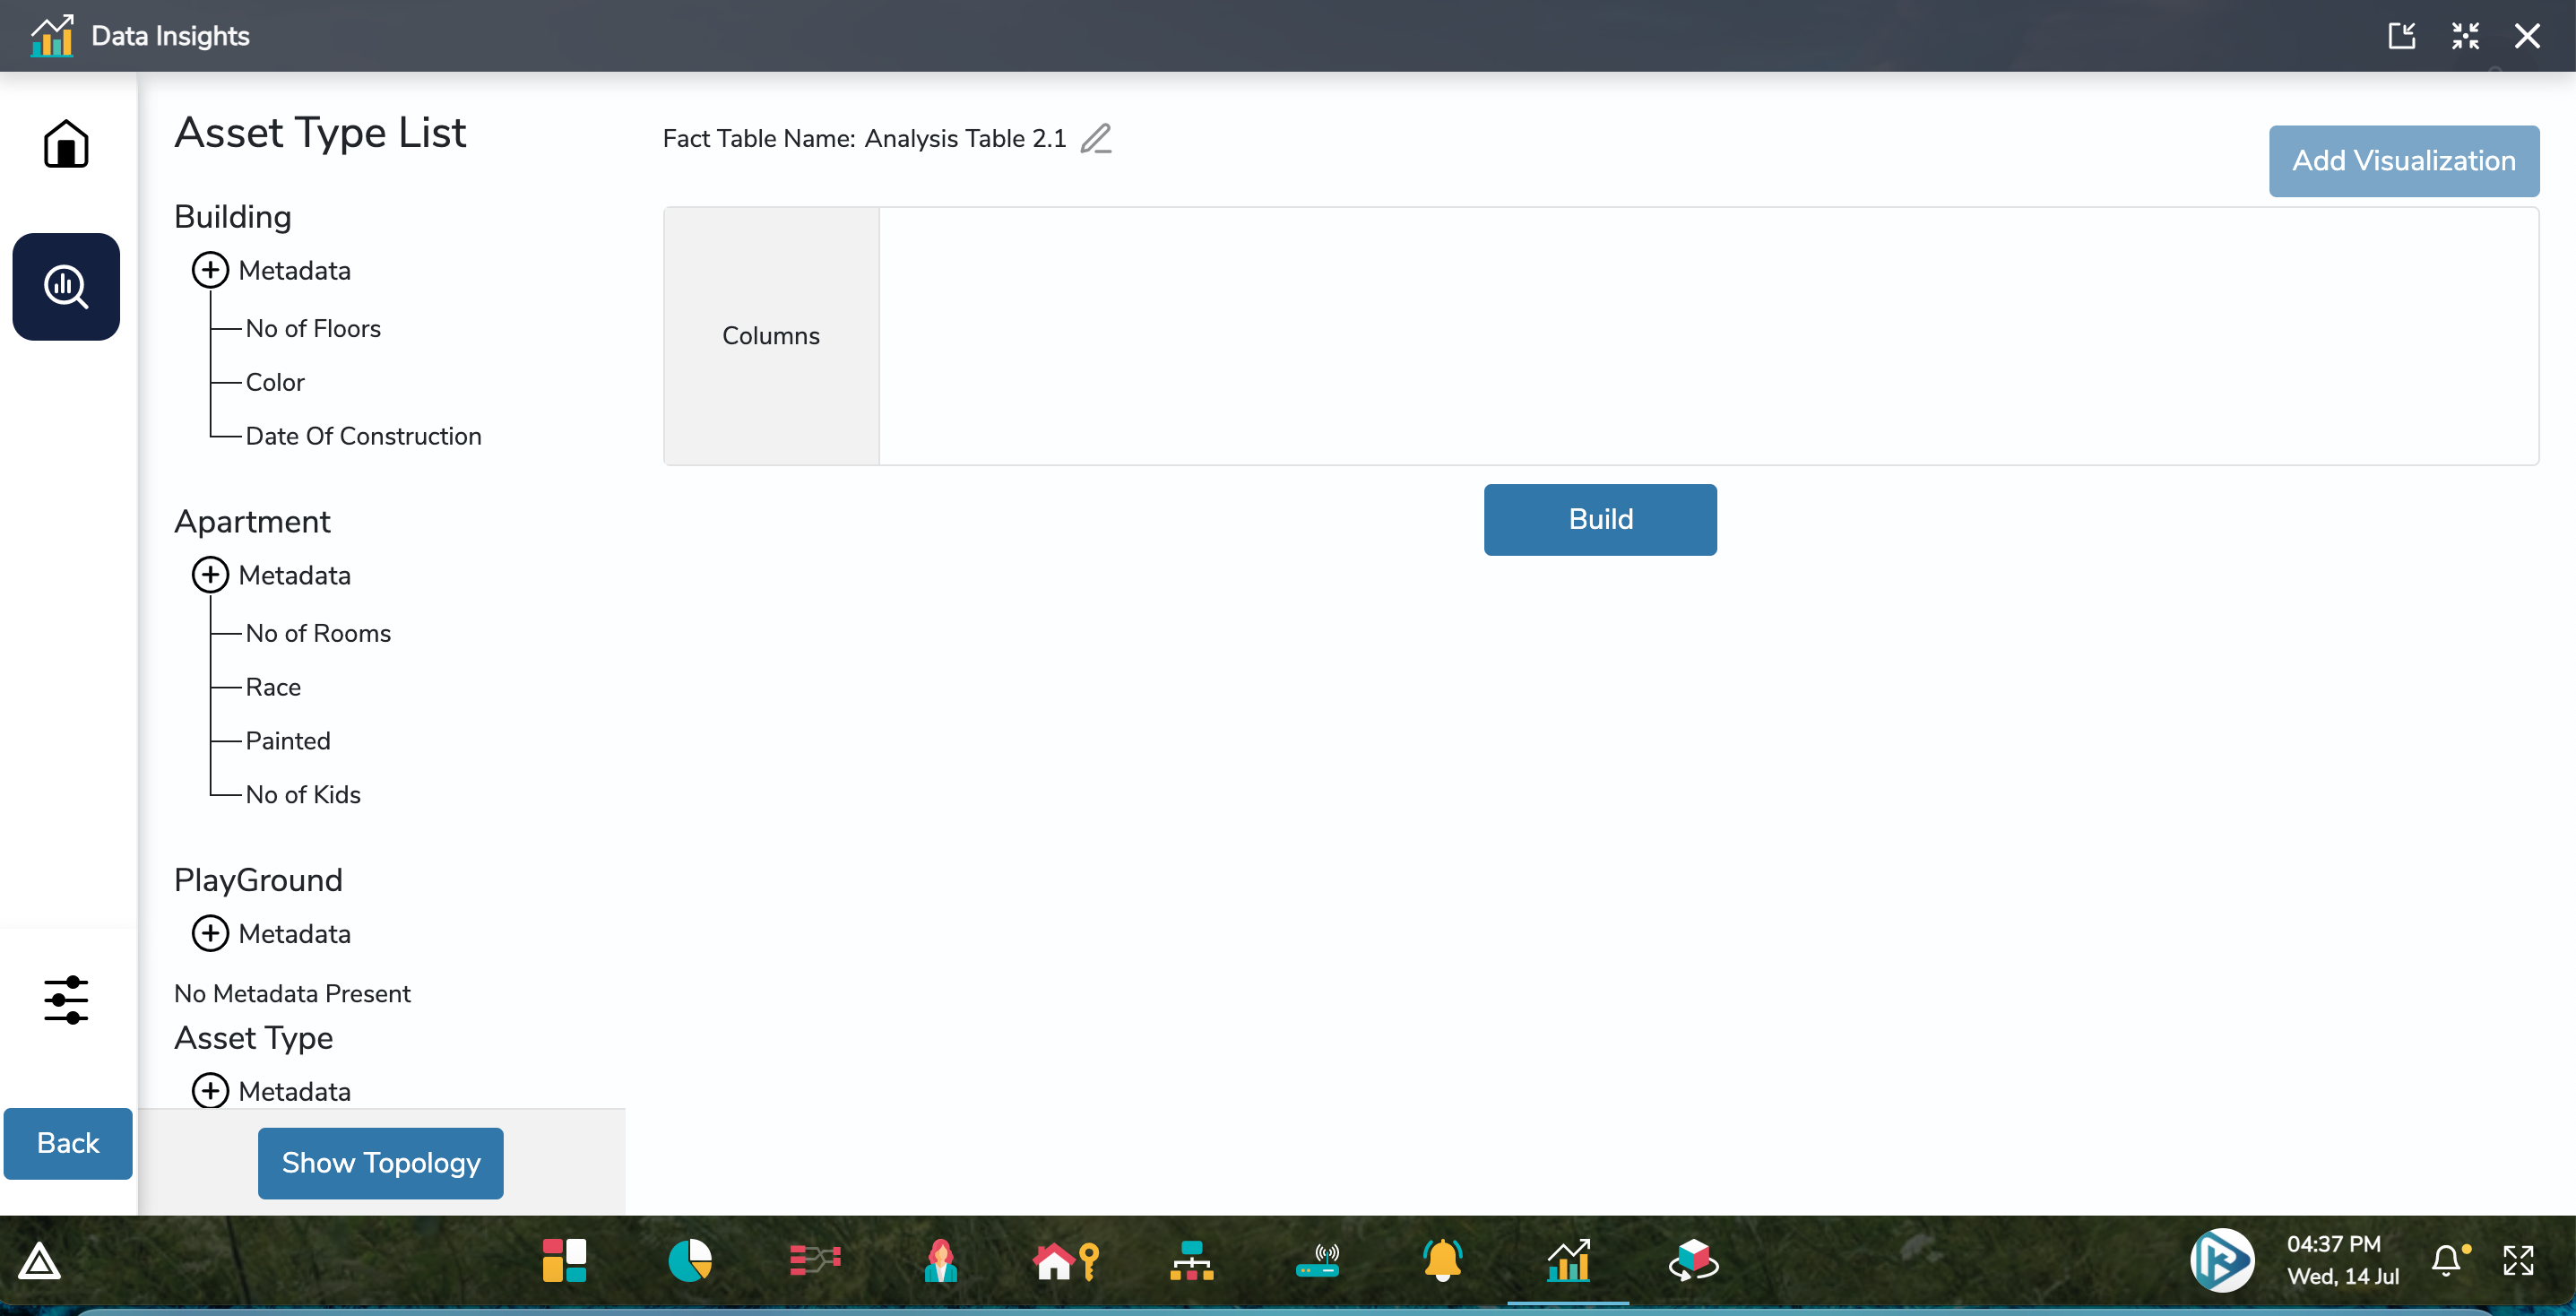 Data Insights
Asset Type List
Fact Table Name: Analysis Table 2.1
Add Visualization
Building
Metadata
No of Floors
Color
Date Of Construction
Columns
Build
Apartment
Metadata
No of Rooms
Race
Painted
No of Kids
PlayGround
Metadata
No Metadata Present
Asset Type
Metadata
Back
Show Topology
04:37 PM
Wed, 14 Jul